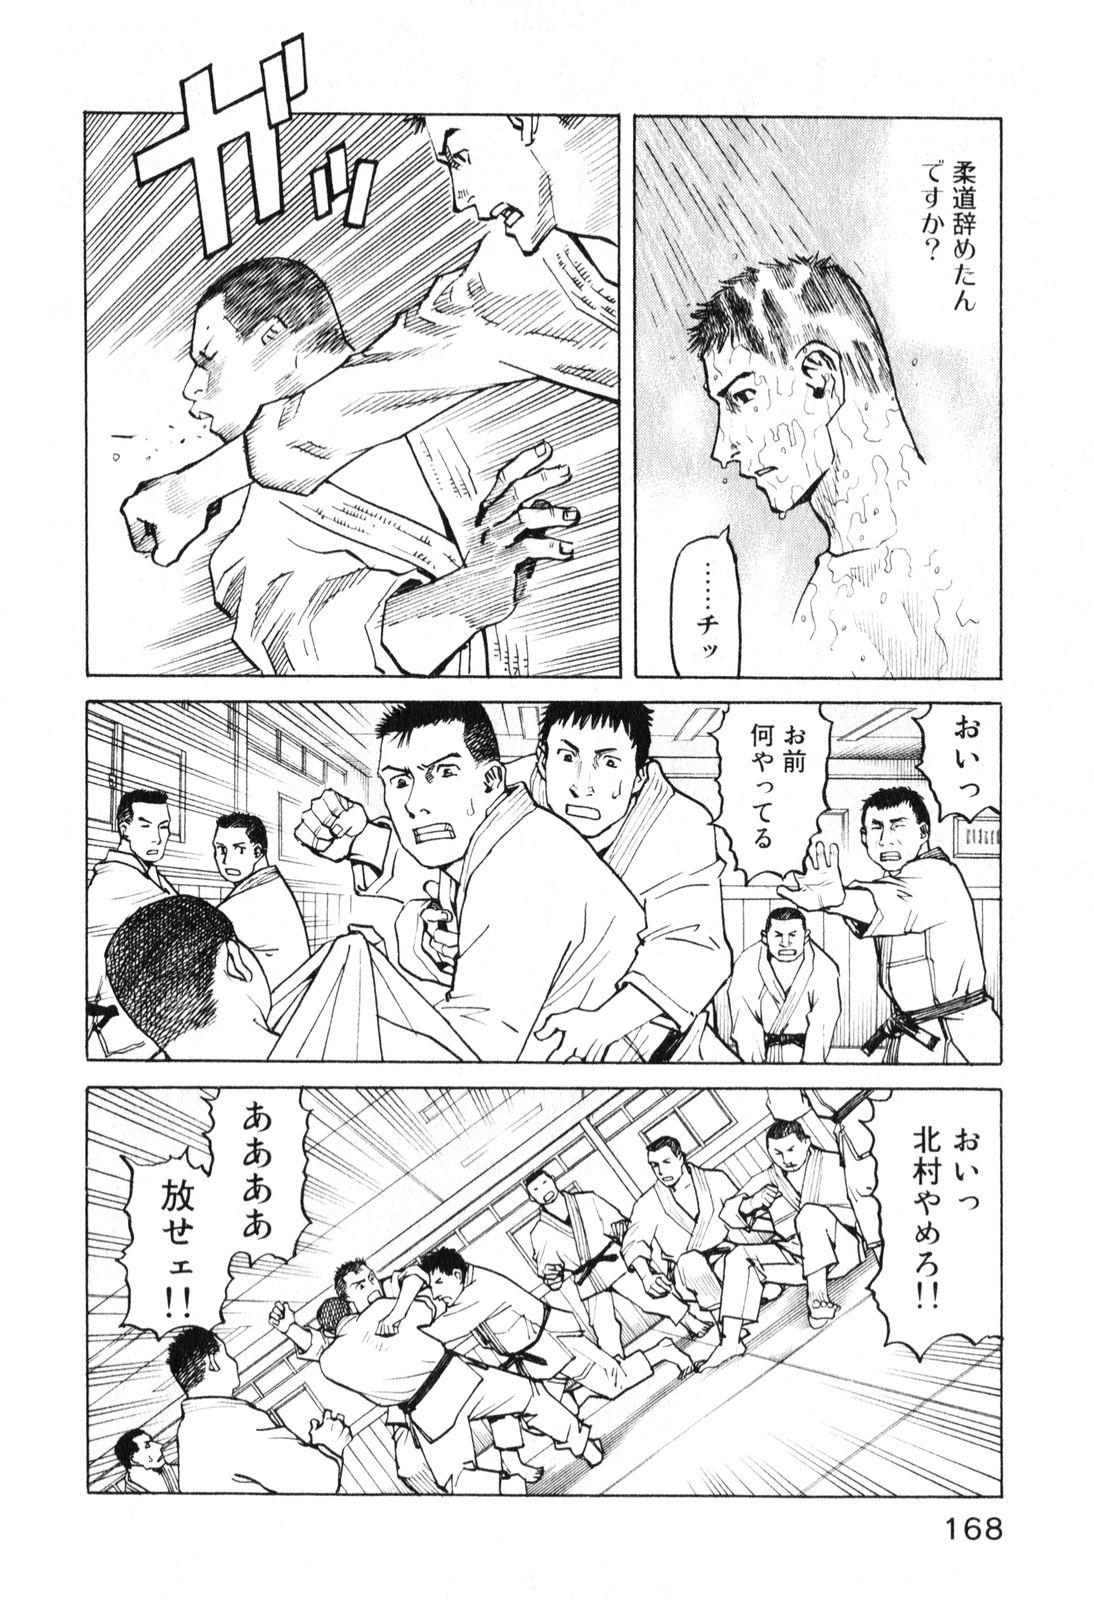 柔道辞めたん
ですか？
……チッ
ガッ
おいっ
お前
何やってる
おいっ
北村やめろ!!
ああああ
放せェ!!
168